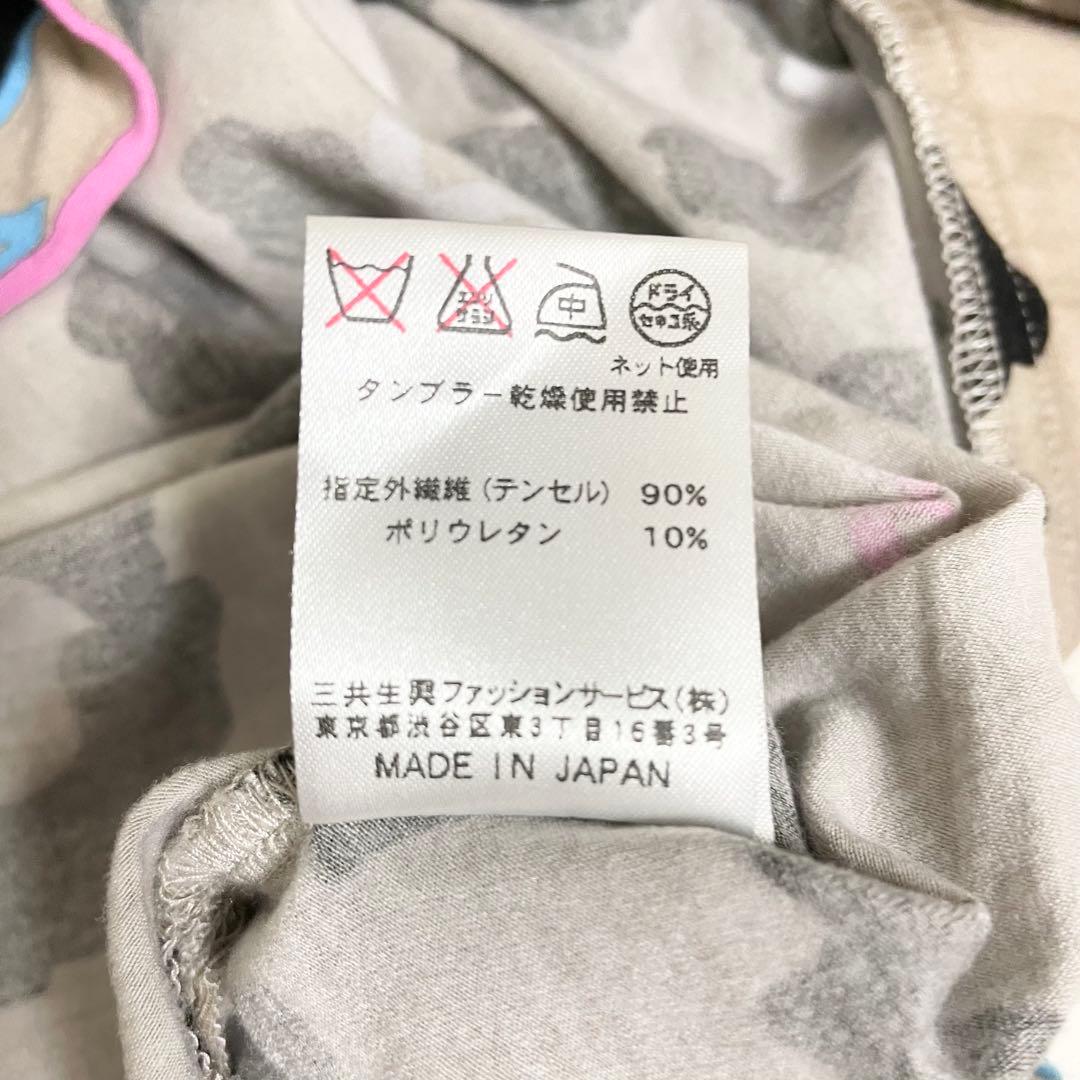 エンソ
サラシ
中
ドライ
セキユ系
ネット使用
タンブラー乾燥使用禁止
指定外繊維(テンセル) 90%
ポリウレタン 10%
三共生興ファッションサービス(株)
東京都渋谷区東3丁目16番3号
MADE IN JAPAN